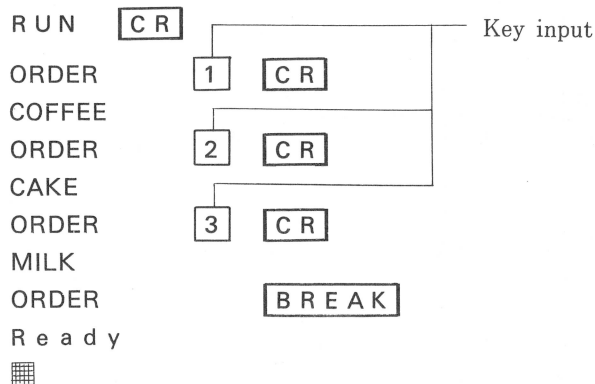 RUN CR Key input
ORDER 1 CR
COFFEE
ORDER 2 CR
CAKE
ORDER 3 CR
MILK
ORDER BREAK
Ready